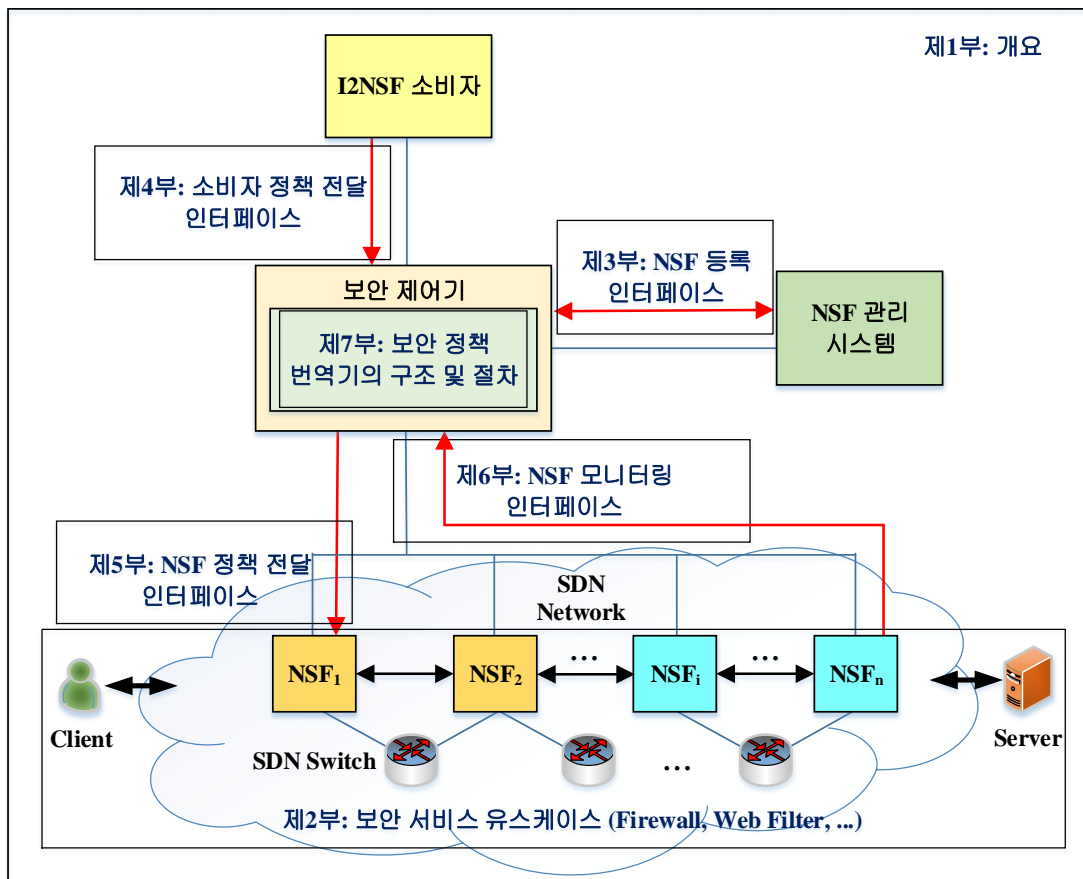 제1부: 개요
I2NSF 소비자
제4부: 소비자 정책 전달
인터페이스
제3부: NSF 등록
인터페이스
보안 제어기
NSF 관리
시스템
제7부: 보안 정책
번역기의 구조 및 절차
제6부: NSF 모니터링
인터페이스
제5부: NSF 정책 전달
인터페이스
SDN
Network
NSF1
NSF2
...
NSFi
...
NSFn
Client
Server
SDN Switch
...
제2부: 보안 서비스 유스케이스 (Firewall, Web Filter, ...)